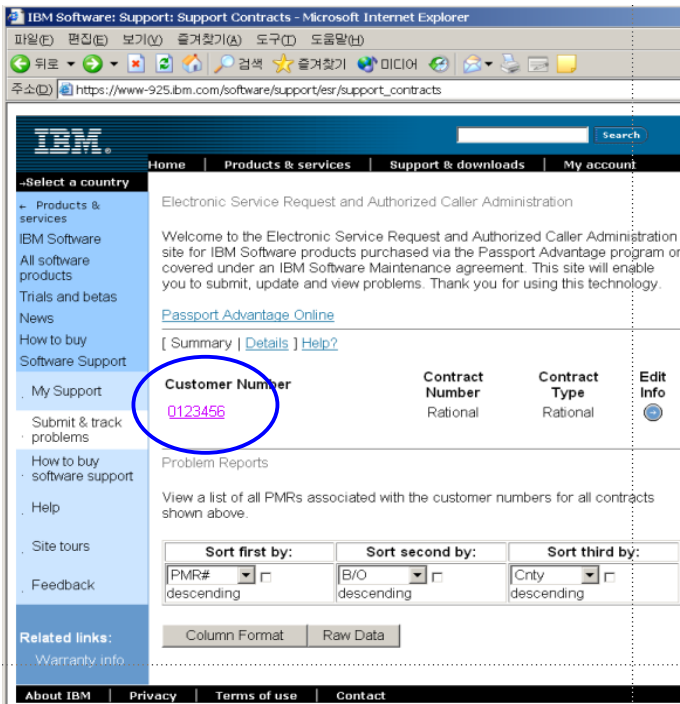 IBM Software: Support: Support Contracts - Microsoft Internet Explorer
파일(F) 편집(E) 보기(V) 즐겨찾기(A) 도구(T) 도움말(H)
뒤로 검색 즐겨찾기 미디어
주소(D) https://www-925.ibm.com/software/support/esr/support_contracts
IBM.
Search
Home | Products & services | Support & downloads | My account
Select a country
Products & services
IBM Software
All software products
Trials and betas
News
How to buy
Software Support
My Support
Submit & track problems
How to buy software support
Help
Site tours
Feedback
Related links:
Warranty info
Electronic Service Request and Authorized Caller Administration
Welcome to the Electronic Service Request and Authorized Caller Administration
site for IBM Software products purchased via the Passport Advantage program or
covered under an IBM Software Maintenance agreement. This site will enable
you to submit, update and view problems. Thank you for using this technology.
Passport Advantage Online
[ Summary | Details ] Help?
Customer Number Contract Number Contract Type Edit Info
0123456 Rational Rational
Problem Reports
View a list of all PMRs associated with the customer numbers for all contracts
shown above.
Sort first by: Sort second by: Sort third by:
PMR# B/O Cnty
descending descending descending
Column Format Raw Data
About IBM | Privacy | Terms of use | Contact